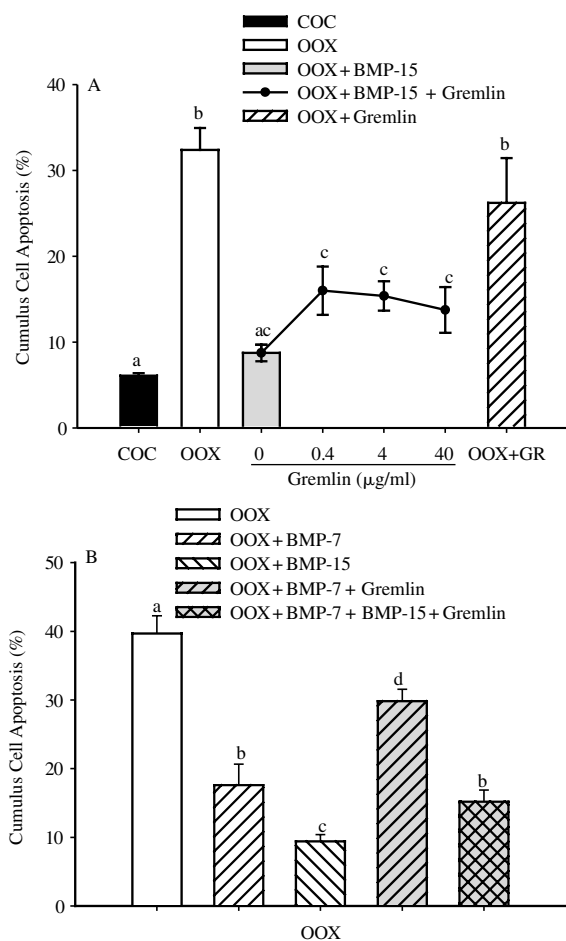 COC
OOX
OOX+BMP-15
OOX+BMP-15 + Gremlin
OOX+Gremlin
A
40
30
20
10
0
Cumulus Cell Apoptosis (%)
a
b
ac
c
c
c
b
COC OOX 0 0.4 4 40 OOX+GR
Gremlin (μg/ml)
OOX
OOX+BMP-7
OOX+BMP-15
OOX+BMP-7+Gremlin
OOX+BMP-7 + BMP-15+Gremlin
B
50
40
30
20
10
0
Cumulus Cell Apoptosis (%)
a
b
c
d
b
OOX